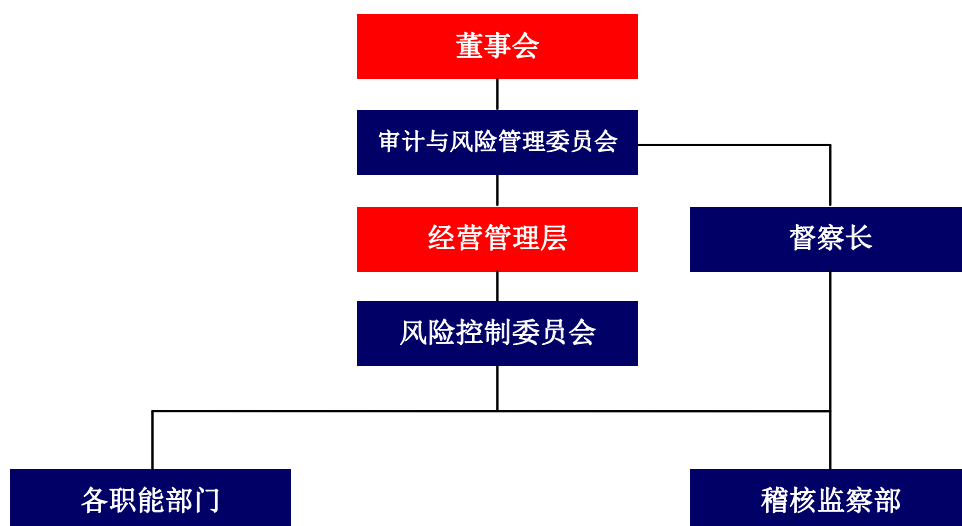 董事会
审计与风险管理委员会
经营管理层
督察长
风险控制委员会
各职能部门
稽核监察部